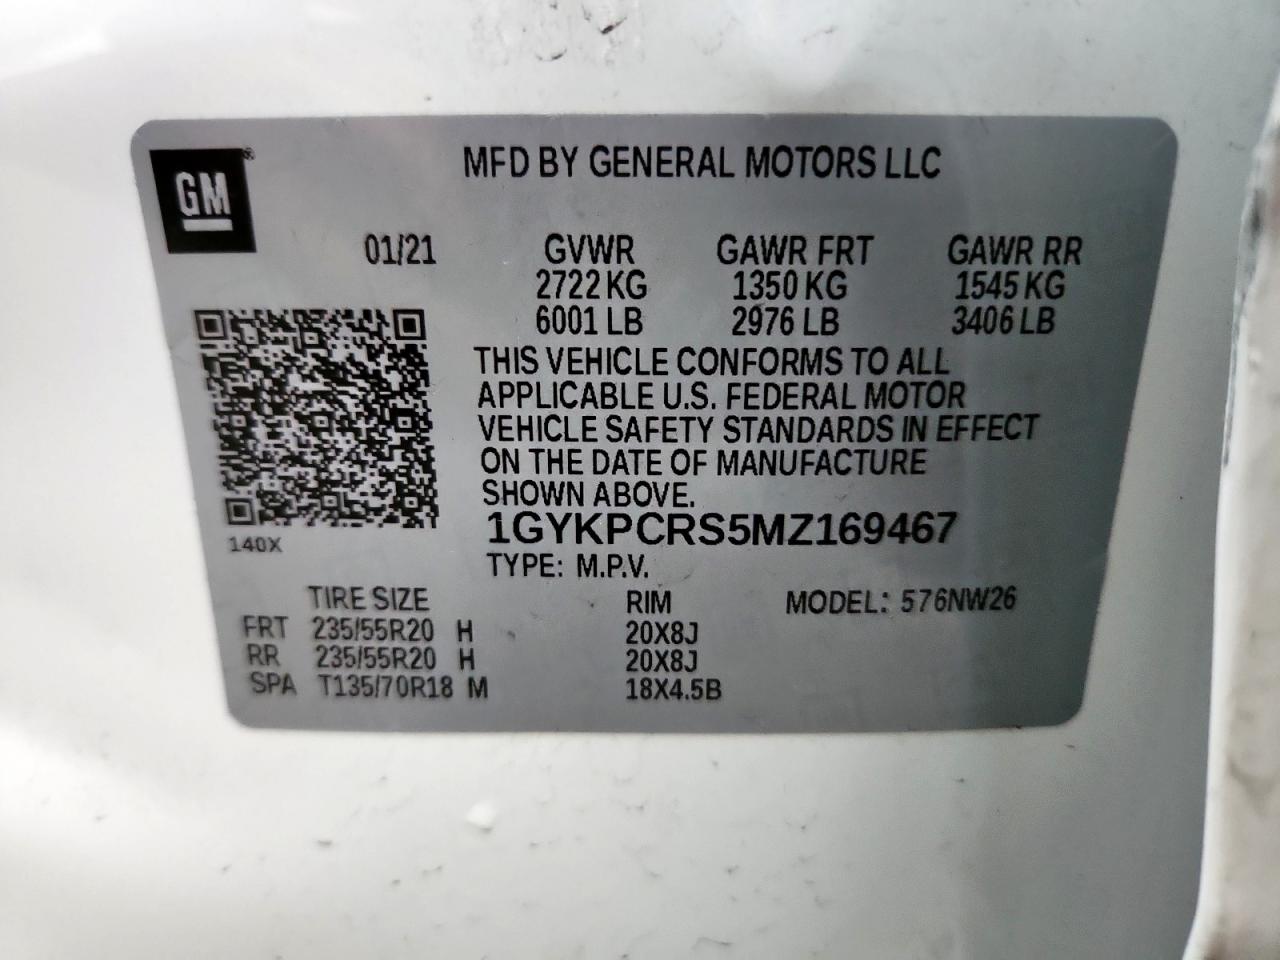 GM®
MFD BY GENERAL MOTORS LLC
01/21 GVWR GAWR FRT GAWR RR
2722 KG 1350 KG 1545 KG
6001 LB 2976 LB 3406 LB
THIS VEHICLE CONFORMS TO ALL
APPLICABLE U.S. FEDERAL MOTOR
VEHICLE SAFETY STANDARDS IN EFFECT
ON THE DATE OF MANUFACTURE
SHOWN ABOVE.
1GYKPCRS5MZ169467
140X
TYPE: M.P.V.
TIRE SIZE RIM MODEL: 576NW26
FRT 235/55R20 H 20X8J
RR 235/55R20 H 20X8J
SPA T135/70R18 M 18X4.5B